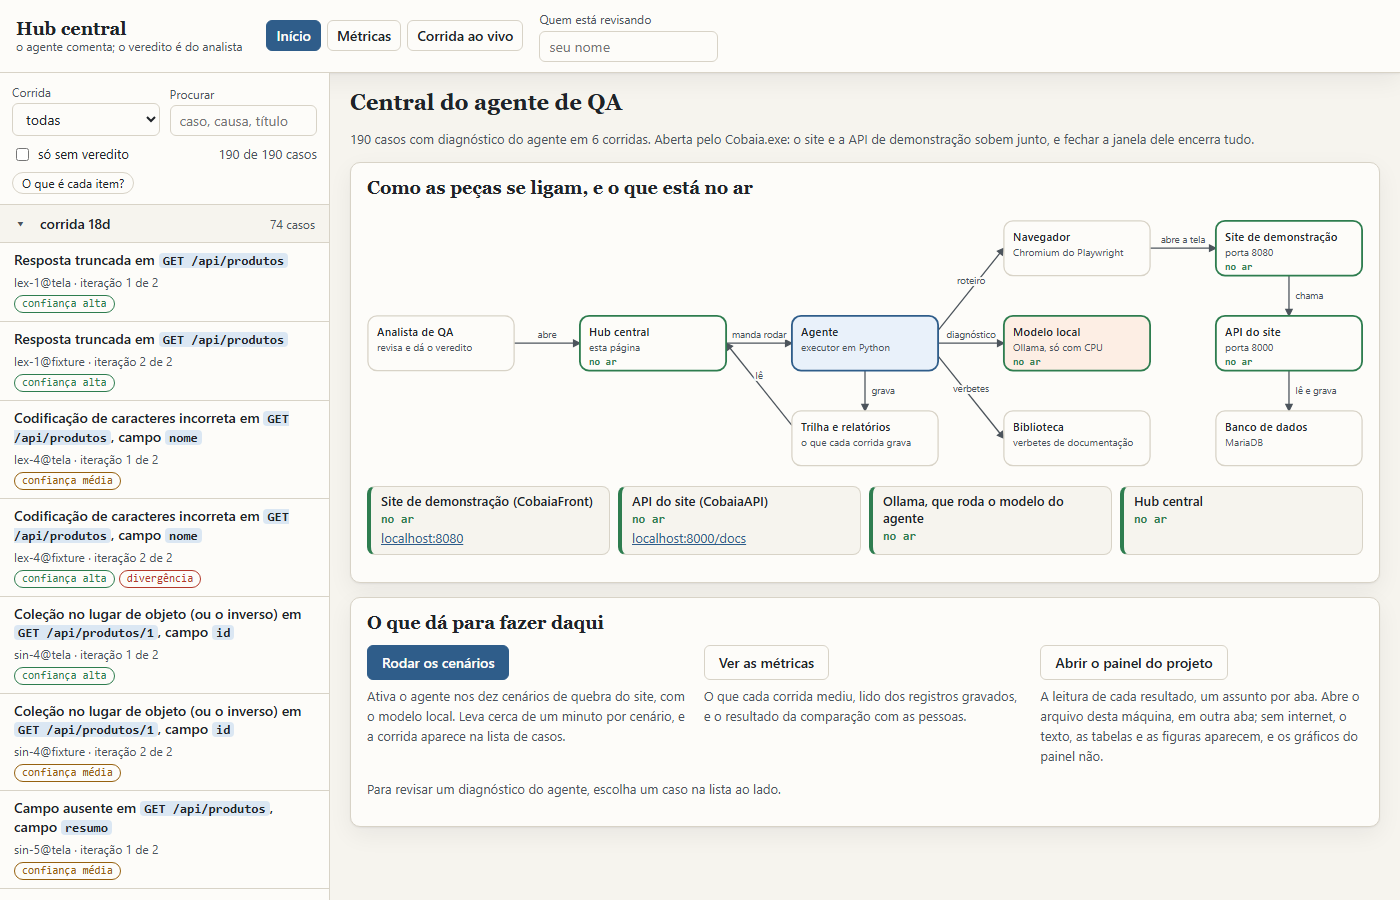 Hub central
o agente comenta; o veredito é do analista
Início
Métricas
Corrida ao vivo
Quem está revisando
seu nome
Corrida
todas
Procurar
caso, causa, título
só sem veredito
190 de 190 casos
O que é cada item?
corrida 18d
74 casos
Resposta truncada em GET /api/produtos
lex-1@tela · iteração 1 de 2
confiança alta
Resposta truncada em GET /api/produtos
lex-1@fixture · iteração 2 de 2
confiança alta
Codificação de caracteres incorreta em GET
/api/produtos, campo nome
lex-4@tela · iteração 1 de 2
confiança média
Codificação de caracteres incorreta em GET
/api/produtos, campo nome
lex-4@fixture · iteração 2 de 2
confiança alta
divergência
Coleção no lugar de objeto (ou o inverso) em
GET /api/produtos/1, campo id
sin-4@tela · iteração 1 de 2
confiança alta
Coleção no lugar de objeto (ou o inverso) em
GET /api/produtos/1, campo id
sin-4@fixture · iteração 2 de 2
confiança média
Campo ausente em GET /api/produtos,
campo resumo
sin-5@tela · iteração 1 de 2
confiança média
Central do agente de QA
190 casos com diagnóstico do agente em 6 corridas. Aberta pelo Cobaia.exe: o site e a API de demonstração sobem junto, e fechar a janela dele encerra tudo.
Como as peças se ligam, e o que está no ar
Analista de QA
revisa e dá o veredito
abre
Hub central
esta página
no ar
manda rodar
lê
Agente
executor em Python
grava
Trilha e relatórios
o que cada corrida grava
roteiro
diagnóstico
verbetes
Navegador
Chromium do Playwright
Modelo local
Ollama, só com CPU
no ar
Biblioteca
verbetes de documentação
abre a tela
Site de demonstração
porta 8080
no ar
chama
API do site
porta 8000
no ar
lê e grava
Banco de dados
MariaDB
Site de demonstração (CobaiaFront)
no ar
localhost:8080
API do site (CobaiaAPI)
no ar
localhost:8000/docs
Ollama, que roda o modelo do
agente
no ar
Hub central
no ar
O que dá para fazer daqui
Rodar os cenários
Ativa o agente nos dez cenários de quebra do site, com
o modelo local. Leva cerca de um minuto por cenário, e
a corrida aparece na lista de casos.
Ver as métricas
O que cada corrida mediu, lido dos registros gravados,
e o resultado da comparação com as pessoas.
Abrir o painel do projeto
A leitura de cada resultado, um assunto por aba. Abre o
arquivo desta máquina, em outra aba; sem internet, o
texto, as tabelas e as figuras aparecem, e os gráficos do
painel não.
Para revisar um diagnóstico do agente, escolha um caso na lista ao lado.